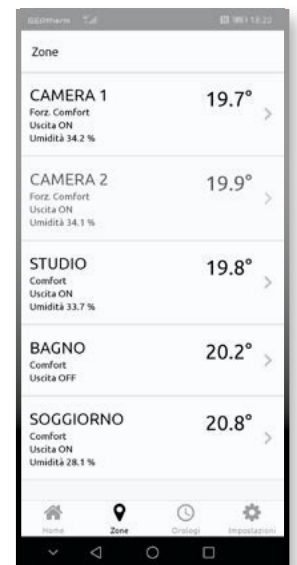 Zone
CAMERA 1
19.7°
Forz. Comfort
Uscita ON
Umidità 34.2 %
CAMERA 2
19.9°
Forz. Comfort
Uscita ON
Umidità 34.1 %
STUDIO
19.8°
Comfort
Uscita ON
Umidità 33.7 %
BAGNO
20.2°
Comfort
Uscita OFF
SOGGIORNO
20.8°
Comfort
Uscita ON
Umidità 28.1 %
Home Zone Orologi Impostazioni